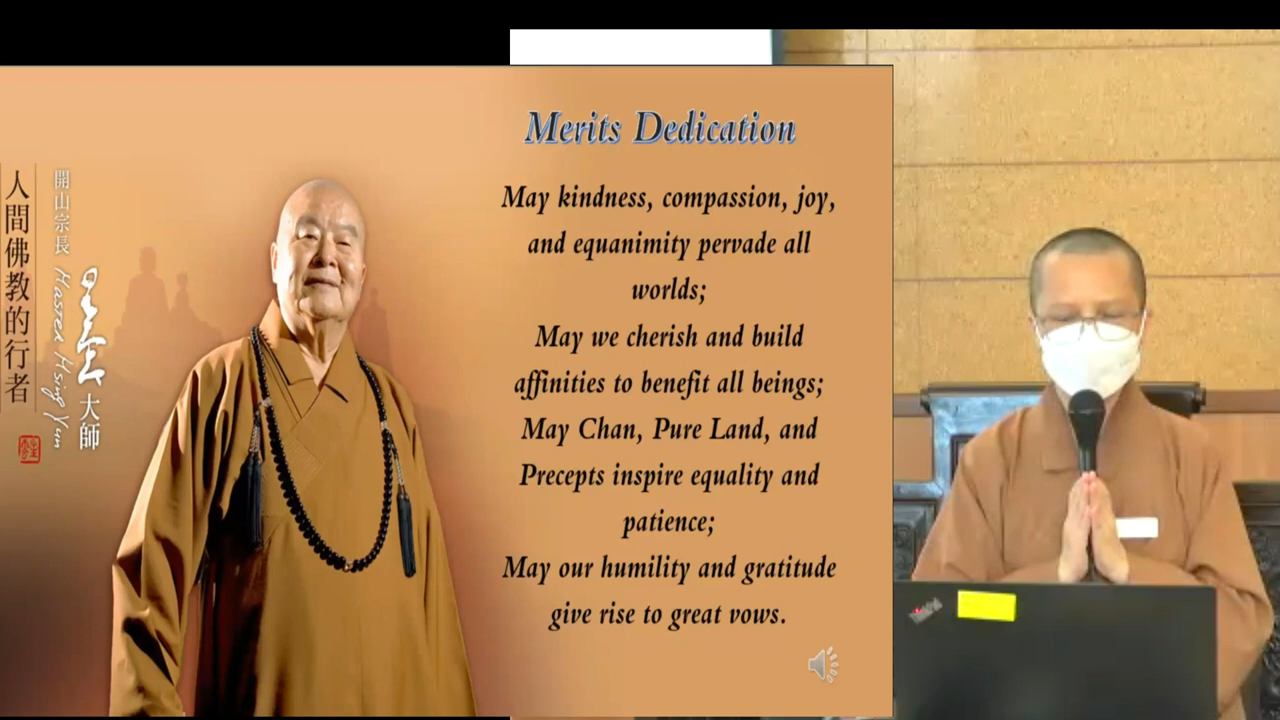 人間佛教的行者
開山宗長
Master Hsing Yun
大師
Merits Dedication
May kindness, compassion, joy,
and equanimity pervade all
worlds;
May we cherish and build
affinities to benefit all beings;
May Chan, Pure Land, and
Precepts inspire equality and
patience;
May our humility and gratitude
give rise to great vows.